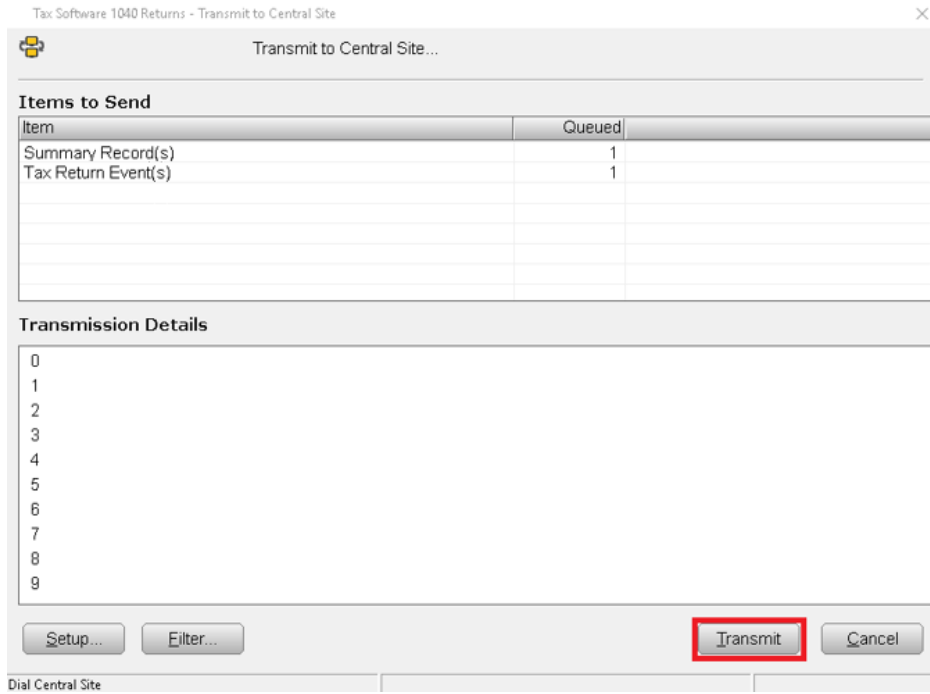 Tax Software 1040 Returns - Transmit to Central Site
Transmit to Central Site...
Items to Send
Item Queued
Summary Record(s) 1
Tax Return Event(s) 1
Transmission Details
0
1
2
3
4
5
6
7
8
9
Setup... Filter... Transmit Cancel
Dial Central Site